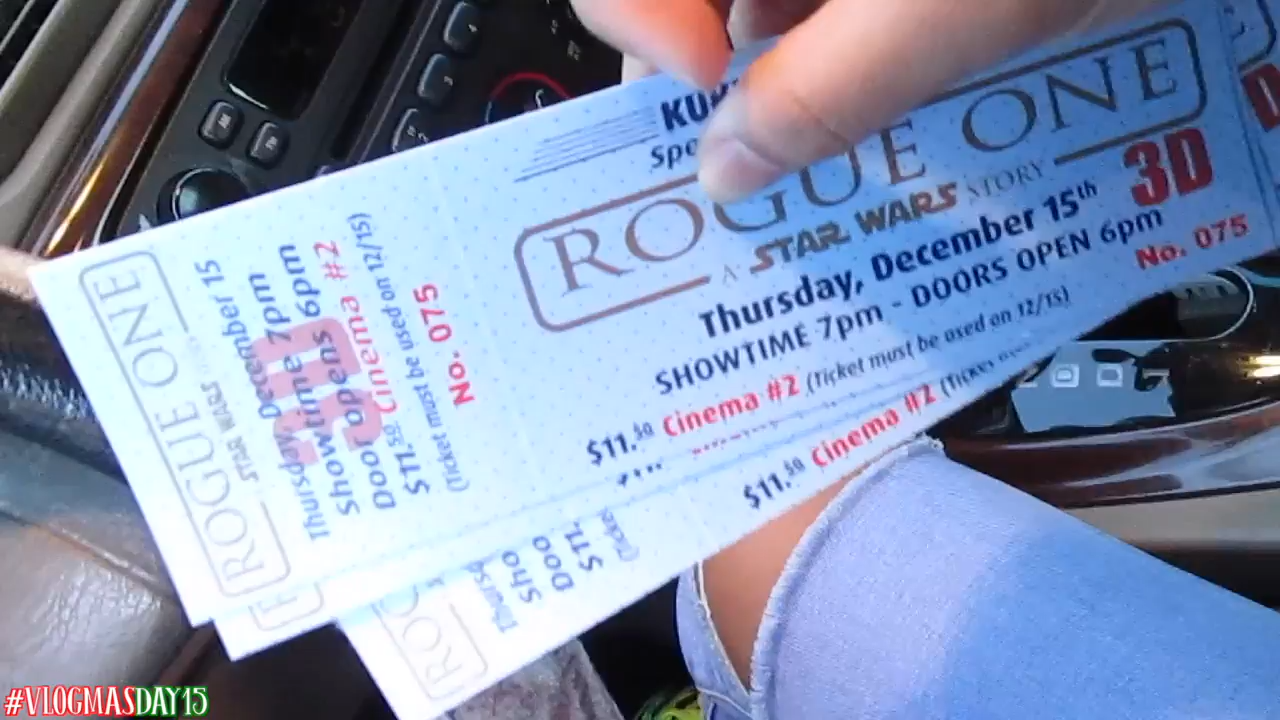 ROGUE ONE
A STAR WARS STORY
3D
Thursday, December 15th
SHOWTIME 7pm - DOORS OPEN 6pm
No. 075
$11.50 Cinema #2 (Ticket must be used on 12/15)
ROGUE ONE
STAR WARS
3D
Thursday, December 15
Showtime 7pm
Door opens 6pm
$11.50 Cinema #2
(Ticket must be used on 12/15)
No. 075
$11.50 Cinema #2
#VLOGMASDAY15